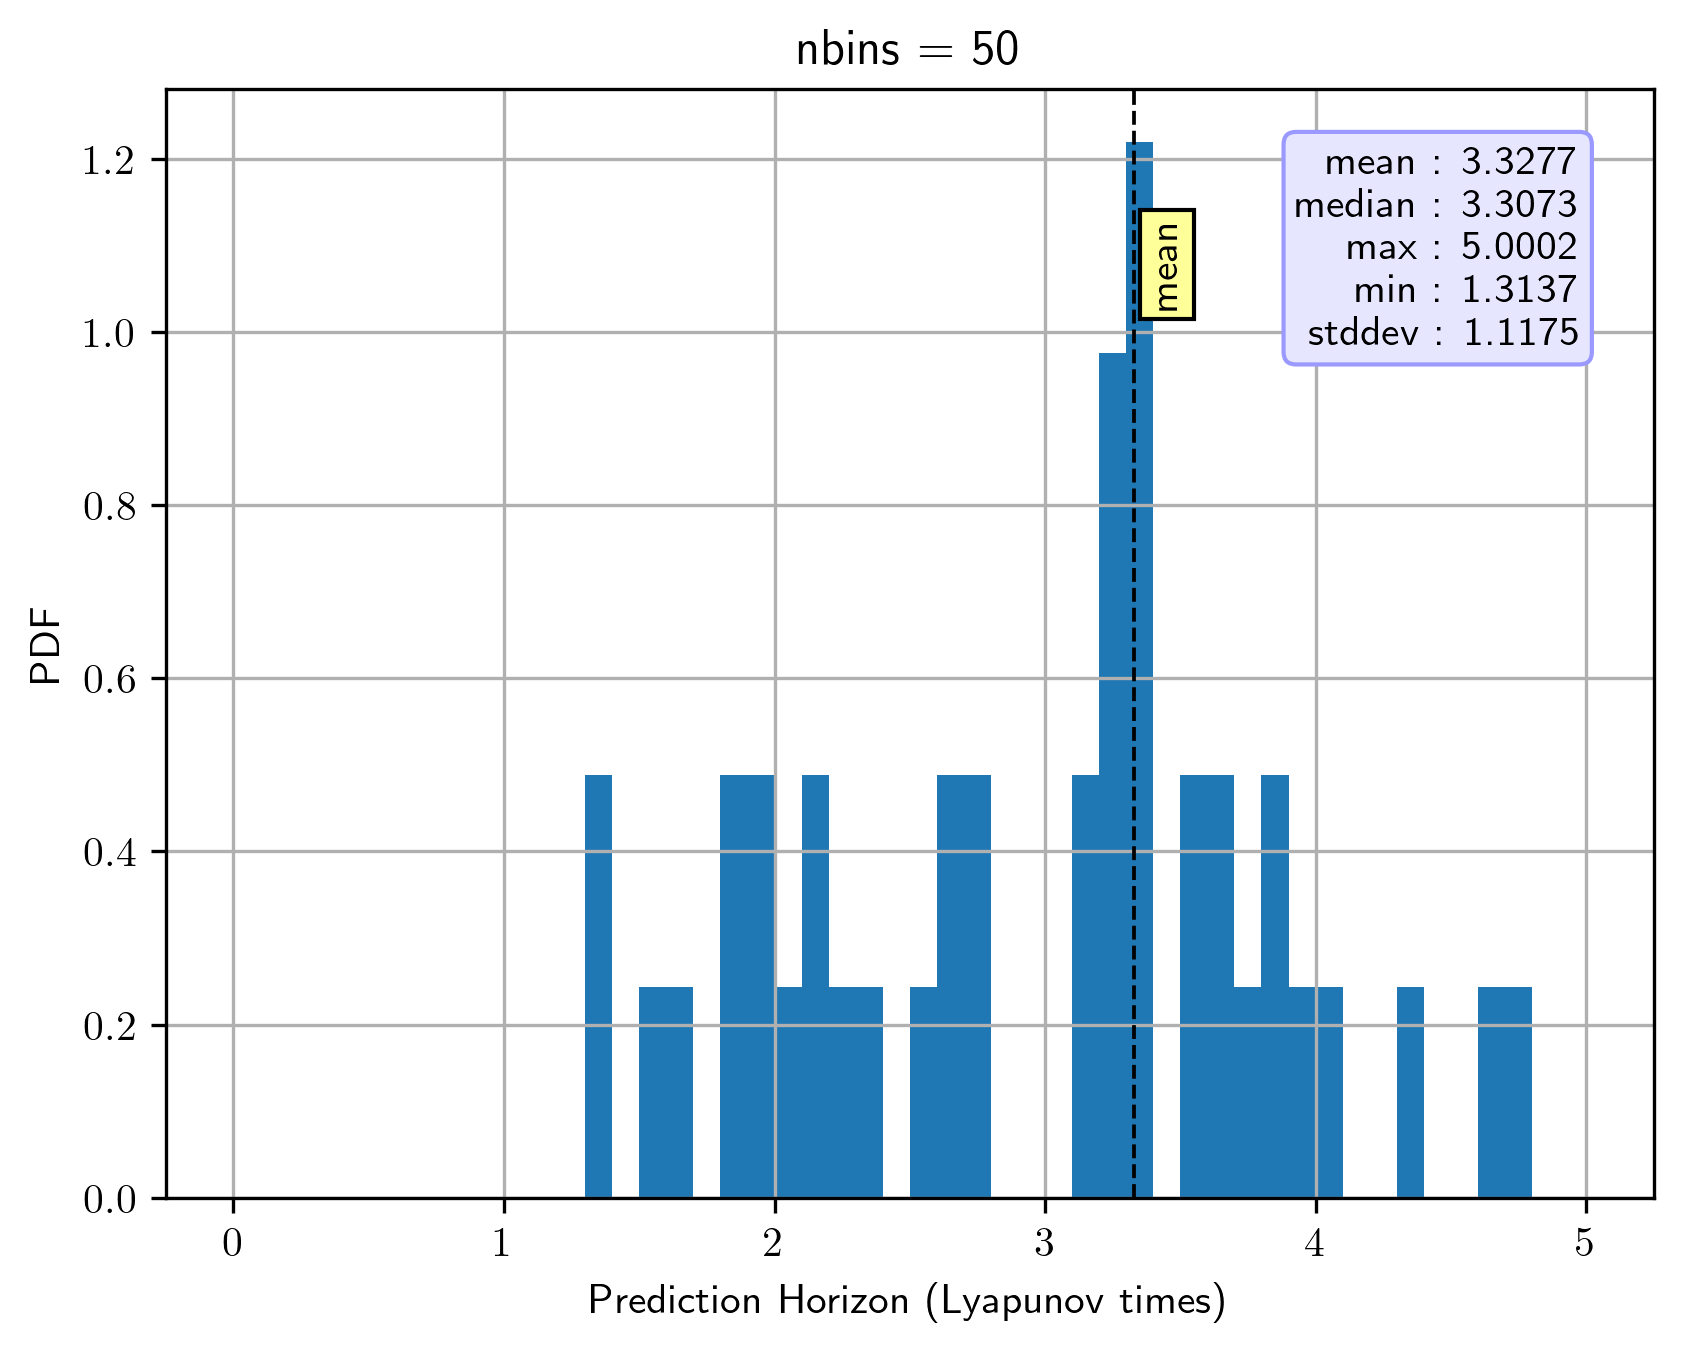 nbins = 50
1.2
1.0
0.8
0.6
0.4
0.2
0.0
PDF
mean
mean : 3.3277
median : 3.3073
max : 5.0002
min : 1.3137
stddev : 1.1175
0 1 2 3 4 5
Prediction Horizon (Lyapunov times)